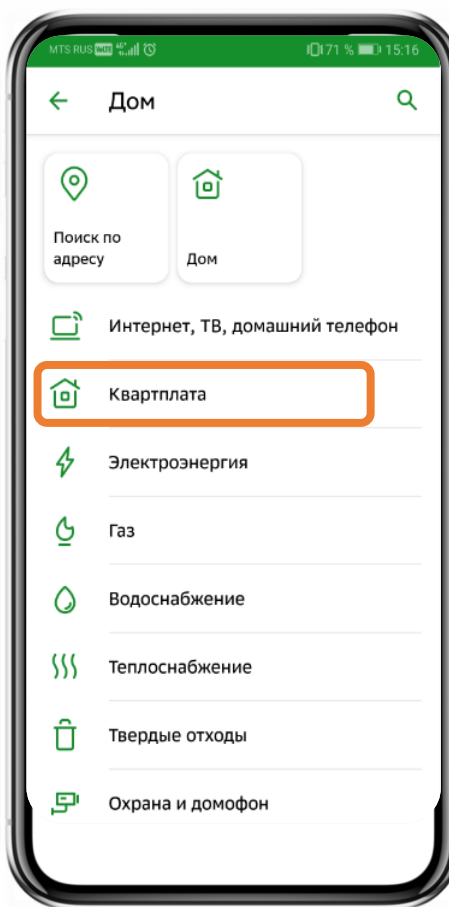 MTS RUS 71 % 15:16
Дом
Поиск по
адресу
Дом
Интернет, ТВ, домашний телефон
Квартплата
Электроэнергия
Газ
Водоснабжение
Теплоснабжение
Твердые отходы
Охрана и домофон